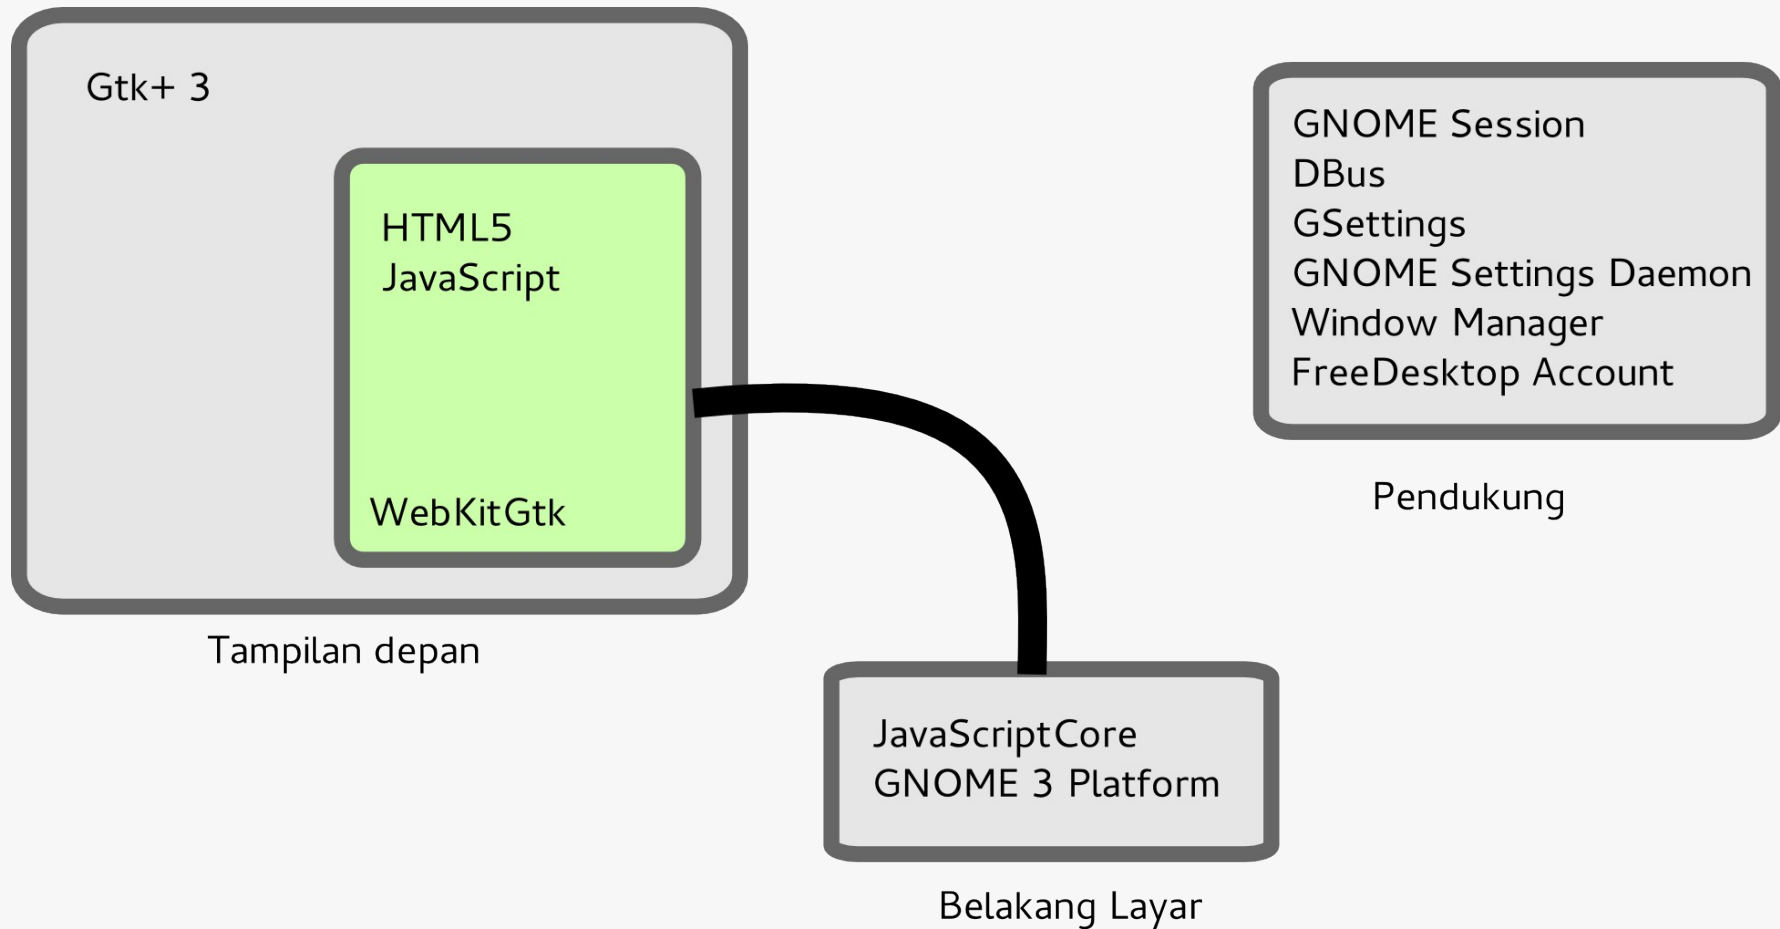 Gtk+ 3
HTML5
JavaScript
WebKitGtk
Tampilan depan
GNOME Session
DBus
GSettings
GNOME Settings Daemon
Window Manager
FreeDesktop Account
Pendukung
JavaScriptCore
GNOME 3 Platform
Belakang Layar